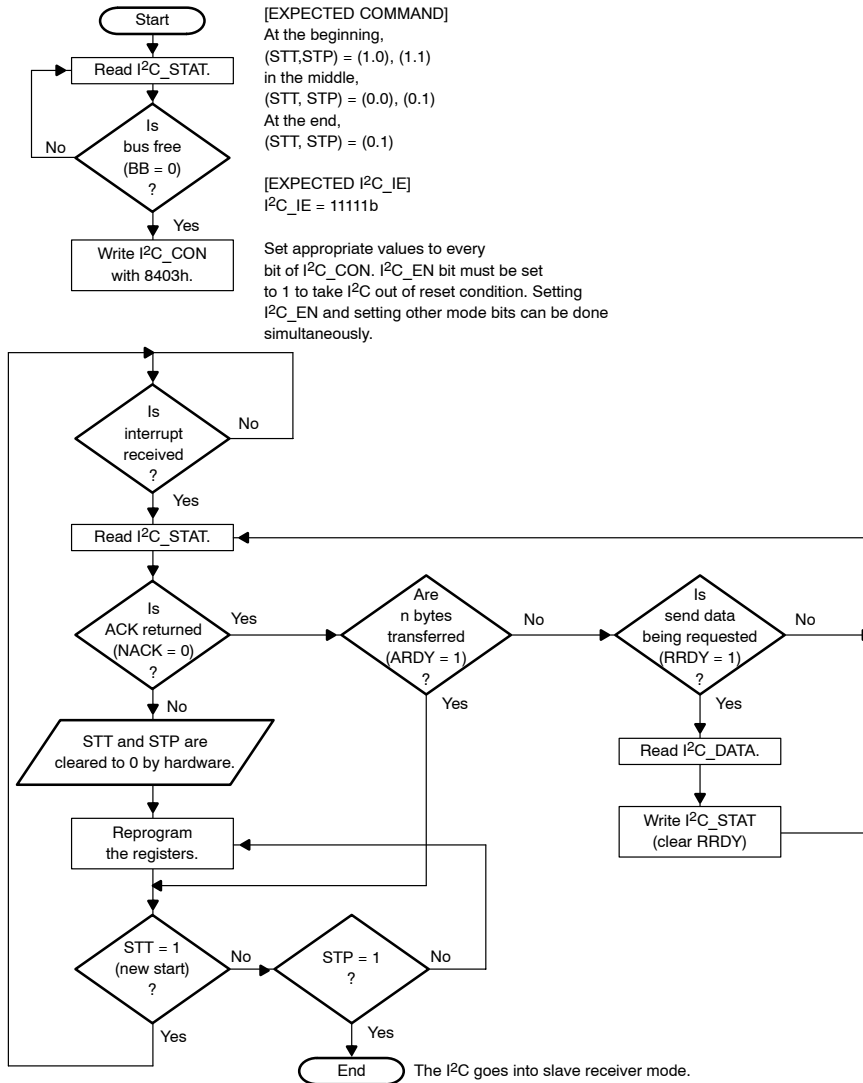 Start
Read I2C_STAT.
Is
bus free
(BB = 0)
?
No
Yes
Write I2C_CON
with 8403h.
[EXPECTED COMMAND]
At the beginning,
(STT,STP) = (1.0), (1.1)
in the middle,
(STT, STP) = (0.0), (0.1)
At the end,
(STT, STP) = (0.1)
[EXPECTED I2C_IE]
I2C_IE = 11111b
Set appropriate values to every
bit of I2C_CON. I2C_EN bit must be set
to 1 to take I2C out of reset condition. Setting
I2C_EN and setting other mode bits can be done
simultaneously.
Is
interrupt
received
?
No
Yes
Read I2C_STAT.
Is
ACK returned
(NACK = 0)
?
Yes
No
Are
n bytes
transferred
(ARDY = 1)
?
No
Yes
Is
send data
being requested
(RRDY = 1)
?
No
Yes
STT and STP are
cleared to 0 by hardware.
Read I2C_DATA.
Write I2C_STAT
(clear RRDY)
Reprogram
the registers.
STT = 1
(new start)
?
No
Yes
STP = 1
?
No
Yes
End
The I2C goes into slave receiver mode.